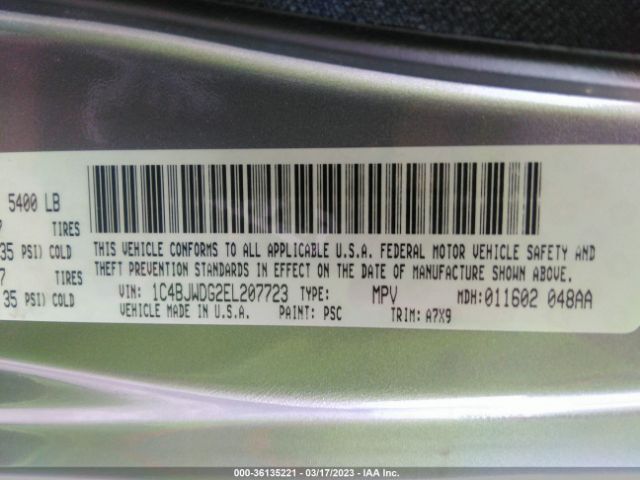 5400 LB
7 TIRES
35 PSI) COLD
7 TIRES
35 PSI) COLD
THIS VEHICLE CONFORMS TO ALL APPLICABLE U.S.A. FEDERAL MOTOR VEHICLE SAFETY AND
THEFT PREVENTION STANDARDS IN EFFECT ON THE DATE OF MANUFACTURE SHOWN ABOVE.
VIN: 1C4BJWDG2EL207723 TYPE: MPV MDH:011602 048AA
VEHICLE MADE IN U.S.A. PAINT: PSC TRIM: A7X9
000-36135221 - 03/17/2023 - IAA Inc.